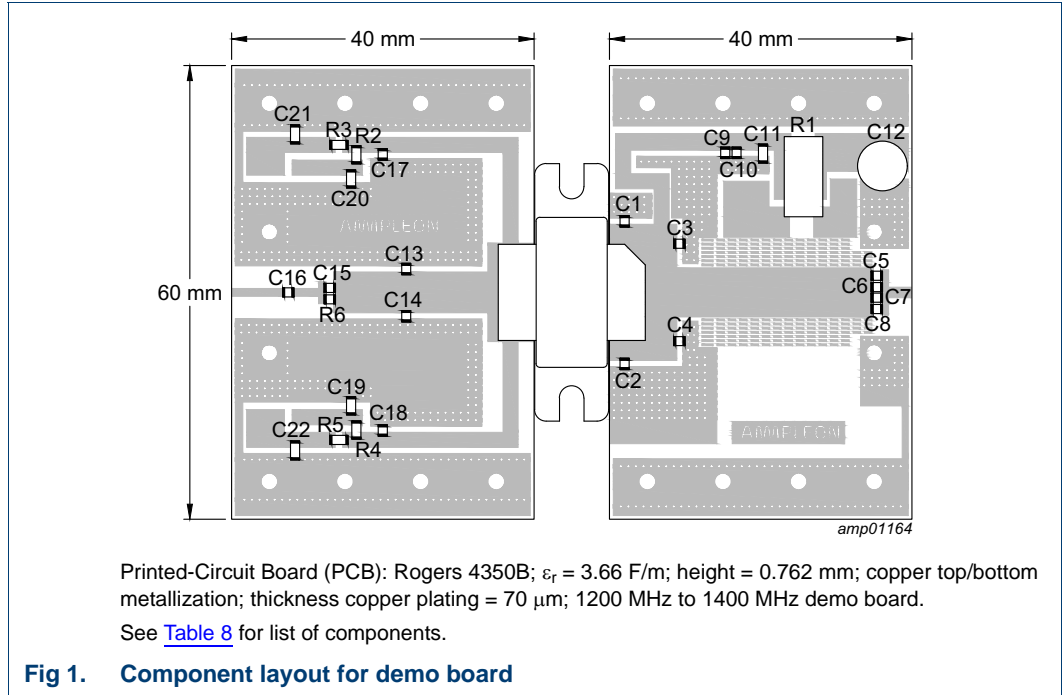 40 mm
40 mm
60 mm
C21
R3
R2
C17
C20
AMPLEON
C13
C16
C15
R6
C14
C19
C18
R5
R4
C22
C9
C10
C11
R1
C12
C1
C3
C5
C6
C7
C8
C4
C2
AMPLEON
amp01164
Printed-Circuit Board (PCB): Rogers 4350B; εr = 3.66 F/m; height = 0.762 mm; copper top/bottom
metallization; thickness copper plating = 70 μm; 1200 MHz to 1400 MHz demo board.
See Table 8 for list of components.
Fig 1. Component layout for demo board